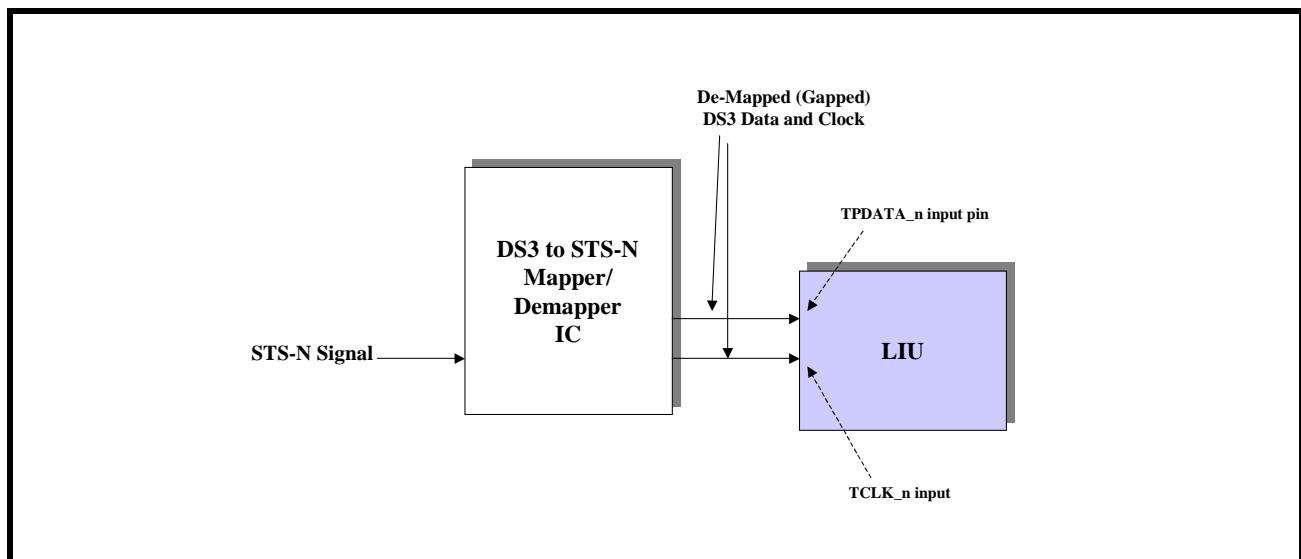 De-Mapped (Gapped)
DS3 Data and Clock
TPDATA_n input pin
DS3 to STS-N
Mapper/
Demapper
IC
STS-N Signal
LIU
TCLK_n input